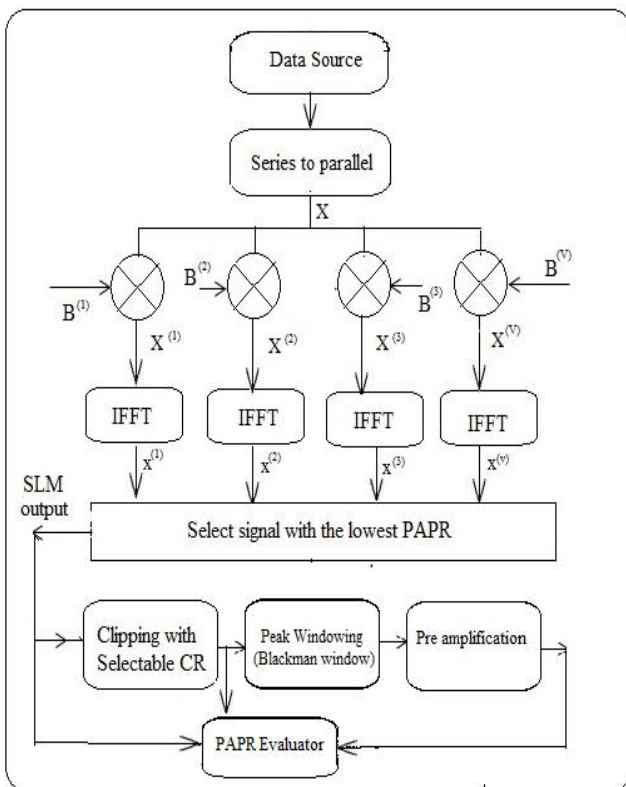 Data Source
Series to parallel
X
B(1)
B(2)
B(3)
B(V)
X(1)
X(2)
X(3)
X(V)
IFFT
IFFT
IFFT
IFFT
x(1)
x(2)
x(3)
x(v)
SLM
output
Select signal with the lowest PAPR
Clipping with
Selectable CR
Peak Windowing
(Blackman window)
Pre amplification
PAPR Evaluator